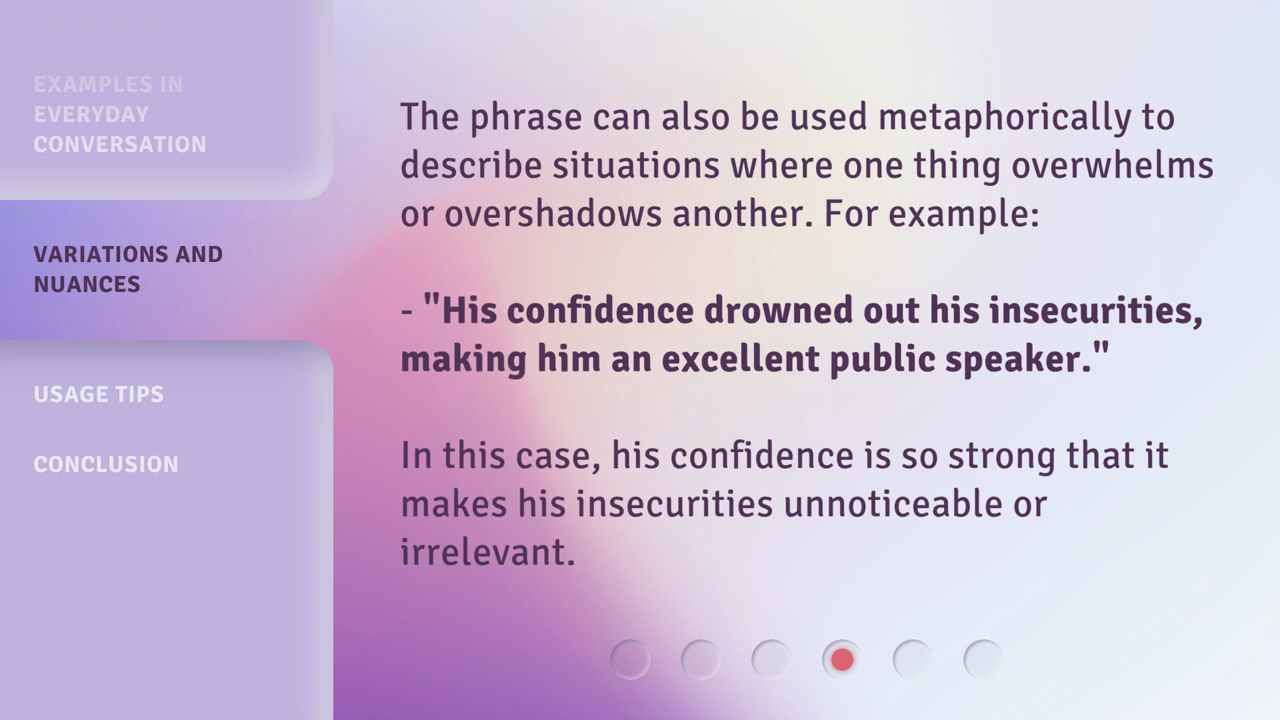 EXAMPLES IN
EVERYDAY
CONVERSATION
VARIATIONS AND
NUANCES
USAGE TIPS
CONCLUSION
The phrase can also be used metaphorically to
describe situations where one thing overwhelms
or overshadows another. For example:
- "His confidence drowned out his insecurities,
making him an excellent public speaker."
In this case, his confidence is so strong that it
makes his insecurities unnoticeable or
irrelevant.